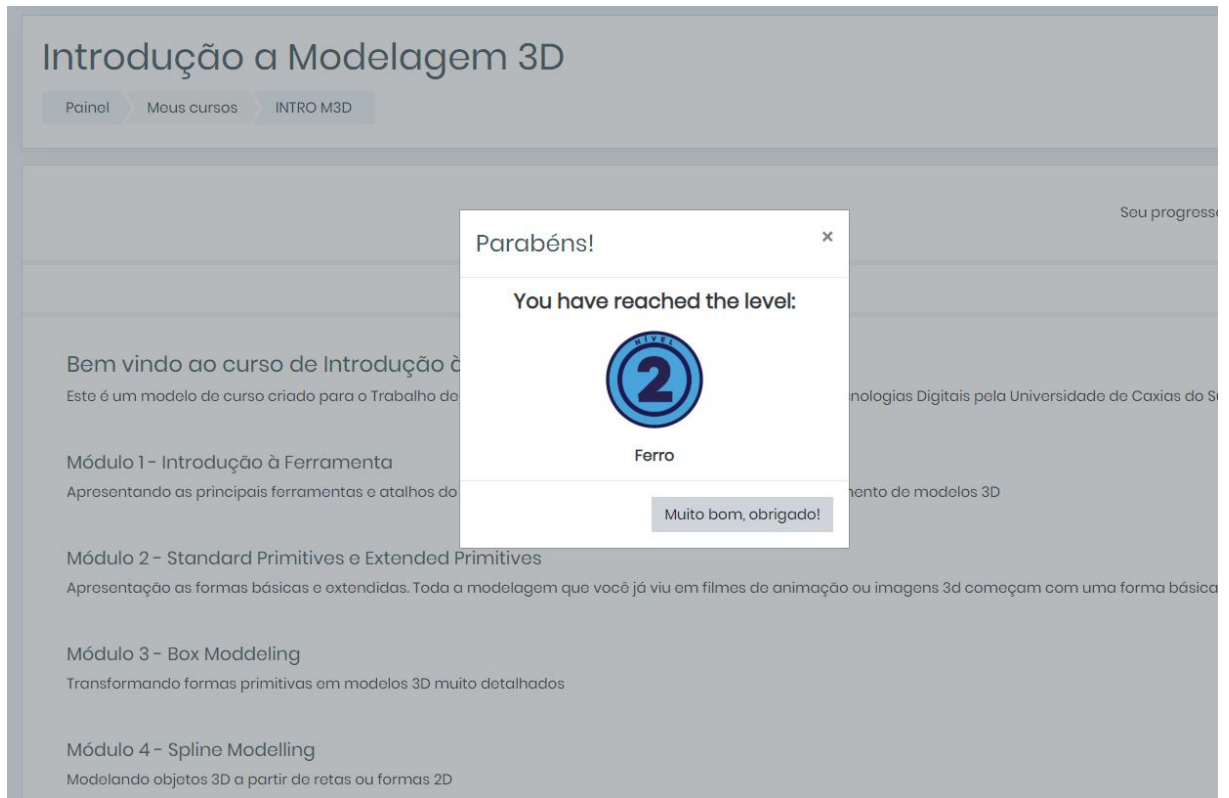 Introdução a Modelagem 3D
Painel Meus cursos INTRO M3D
Seu progresso
Parabéns! ×
You have reached the level:
NÍVEL
2
Ferro
Muito bom, obrigado!
Bem vindo ao curso de Introdução
Este é um modelo de curso criado para o Trabalho de nologias Digitais pela Universidade de Caxias do
Módulo 1 - Introdução à Ferramenta
Apresentando as principais ferramentas e atalhos do ento de modelos 3D
Módulo 2 - Standard Primitives e Extended Primitives
Apresentação as formas básicas e extendidas. Toda a modelagem que você já viu em filmes de animação ou imagens 3d começam com uma forma básica
Módulo 3 - Box Moddeling
Transformando formas primitivas em modelos 3D muito detalhados
Módulo 4 - Spline Modelling
Modelando objetos 3D a partir de retas ou formas 2D